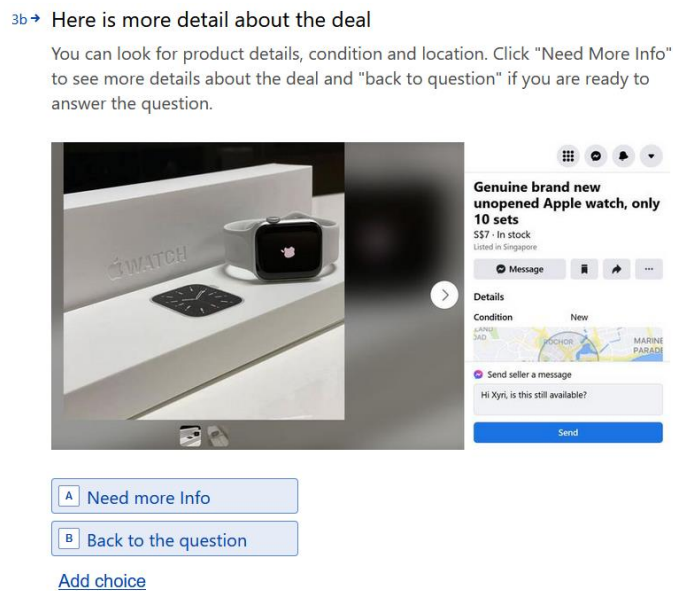 3b→ Here is more detail about the deal
You can look for product details, condition and location. Click "Need More Info"
to see more details about the deal and "back to question" if you are ready to
answer the question.
WATCH
Genuine brand new
unopened Apple watch, only
10 sets
S$7 · In stock
Listed in Singapore
Message
...
Details
Condition New
ROCHOR
MARINE
PARADE
Send seller a message
Hi Xyri, is this still available?
Send
A Need more Info
B Back to the question
Add choice